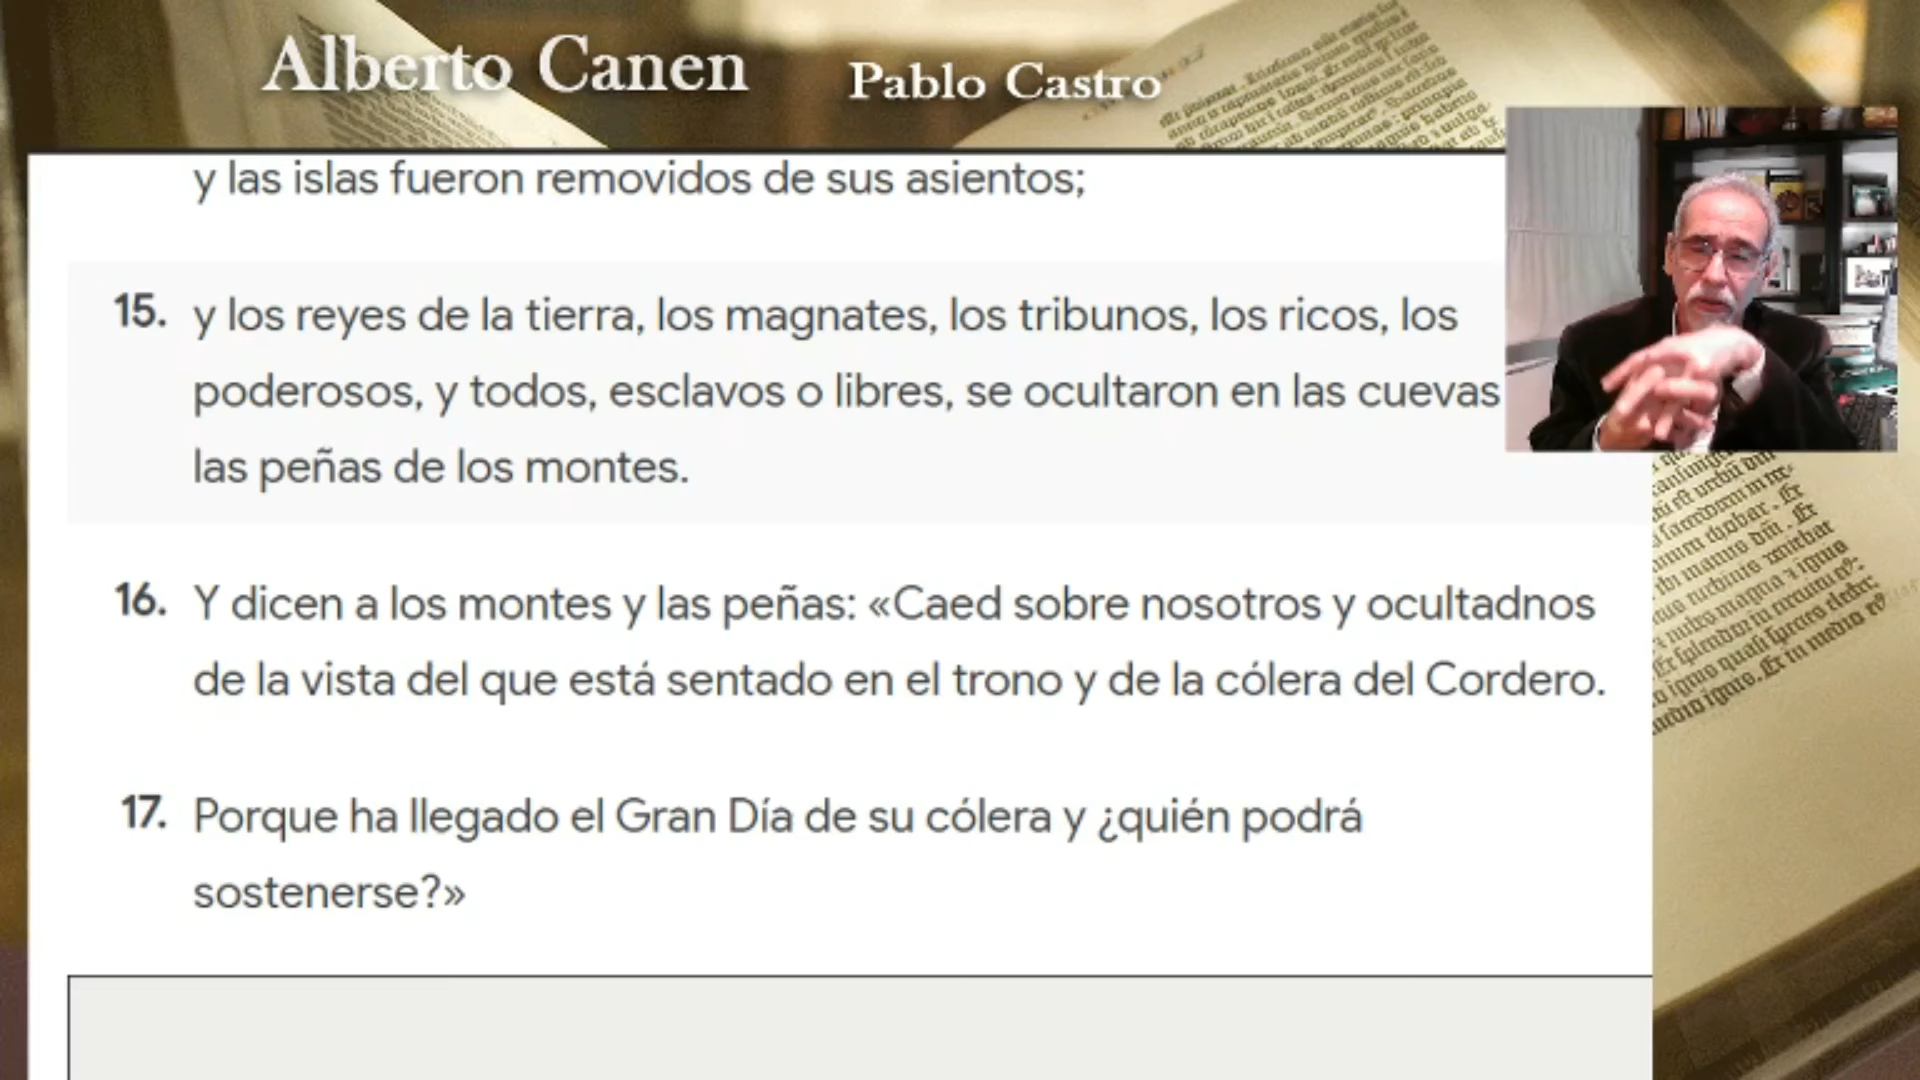 Alberto Canen
Pablo Castro
y las islas fueron removidos de sus asientos;
15. y los reyes de la tierra, los magnates, los tribunos, los ricos, los
poderosos, y todos, esclavos o libres, se ocultaron en las cuevas
las peñas de los montes.
16. Y dicen a los montes y las peñas: «Caed sobre nosotros y ocultadnos
de la vista del que está sentado en el trono y de la cólera del Cordero.
17. Porque ha llegado el Gran Día de su cólera y ¿quién podrá
sostenerse?»